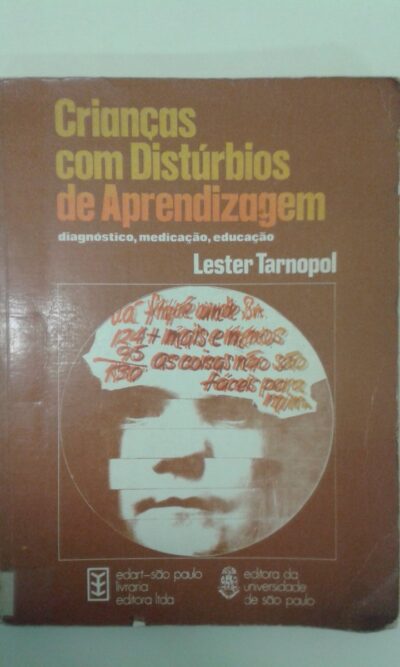 Crianças
com Distúrbios
de Aprendizagem
diagnóstico, medicação, educação
Lester Tarnopol
124 + mais e menos
95 as coisas não são
fáceis para
mim
edart—são paulo
livraria
editora ltda
editora da
universidade
de são paulo